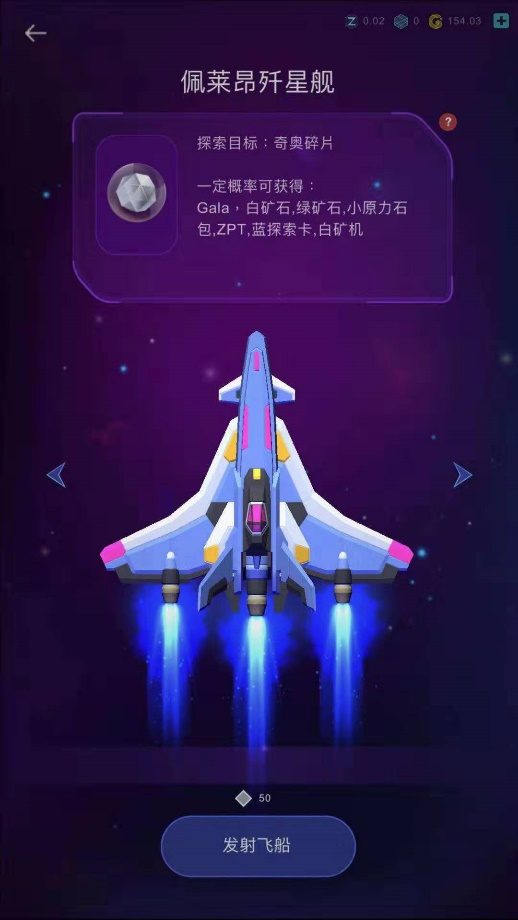 0.02 0 154.03
佩莱昂歼星舰
?
探索目标：奇奥碎片
一定概率可获得：
Gala，白矿石,绿矿石,小原力石
包,ZPT,蓝探索卡,白矿机
50
发射飞船